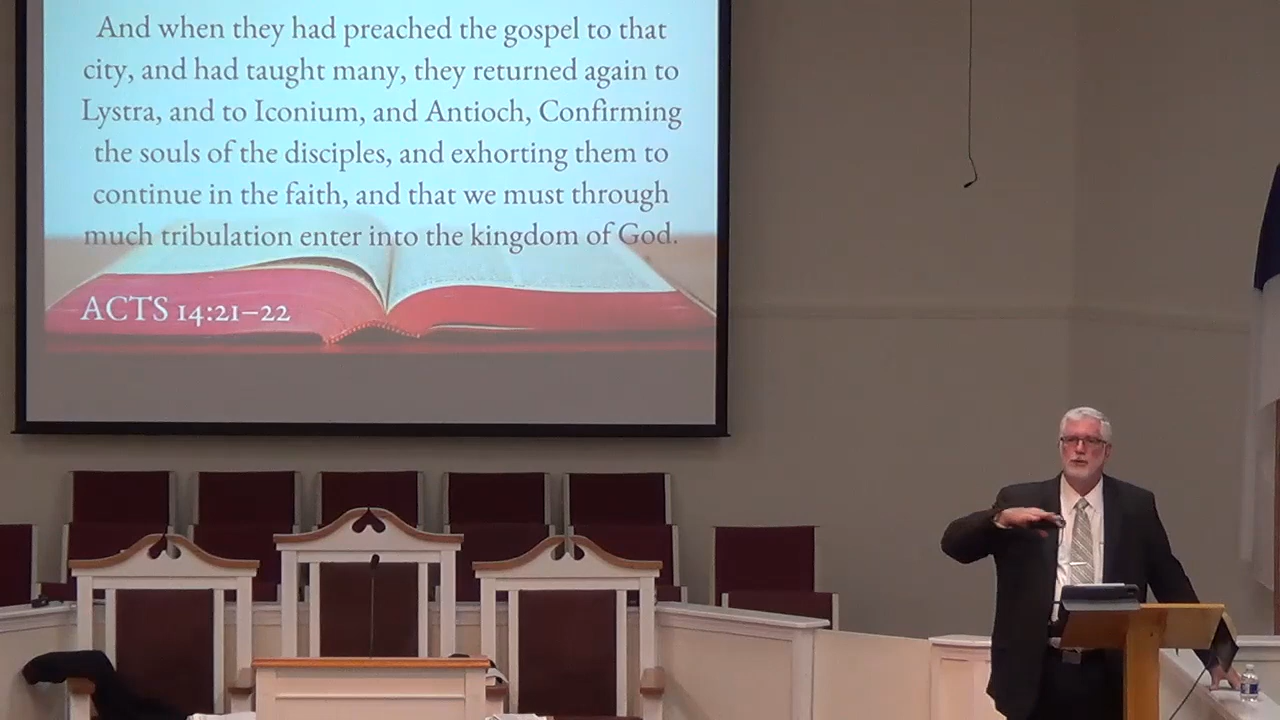 And when they had preached the gospel to that
city, and had taught many, they returned again to
Lystra, and to Iconium, and Antioch, Confirming
the souls of the disciples, and exhorting them to
continue in the faith, and that we must through
much tribulation enter into the kingdom of God.
ACTS 14:21–22